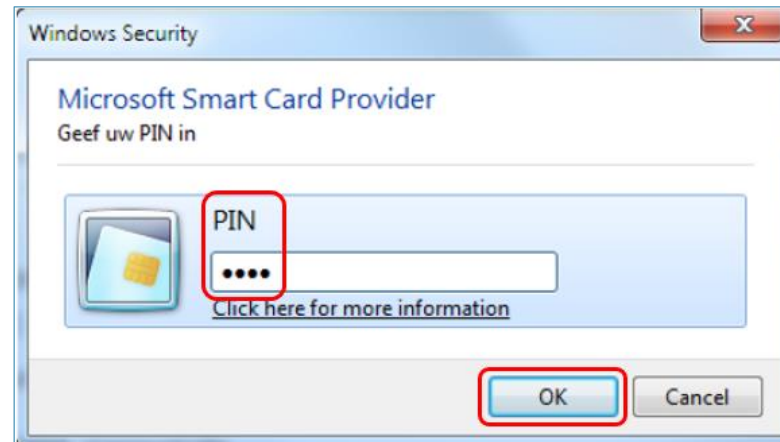 Windows Security
Microsoft Smart Card Provider
Geef uw PIN in
PIN
••••
Click here for more information
OK
Cancel